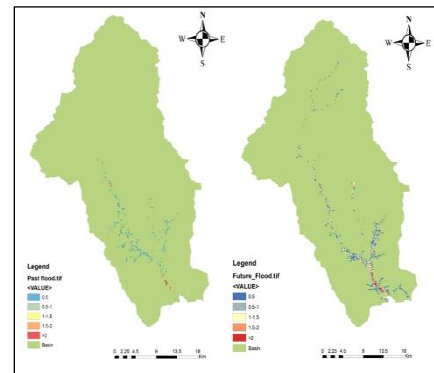 N
W E
S
Legend
Past flood.tif
<VALUE>
0.5
0.5-1
1-1.5
1.5-2
>2
Basin
0 2.25 4.5 9 13.5 18
Km
N
W E
S
Legend
Future_Flood.tif
<VALUE>
0.5
0.5-1
1-1.5
1.5-2
>2
Basin
0 2.25 4.5 9 13.5 18
Km